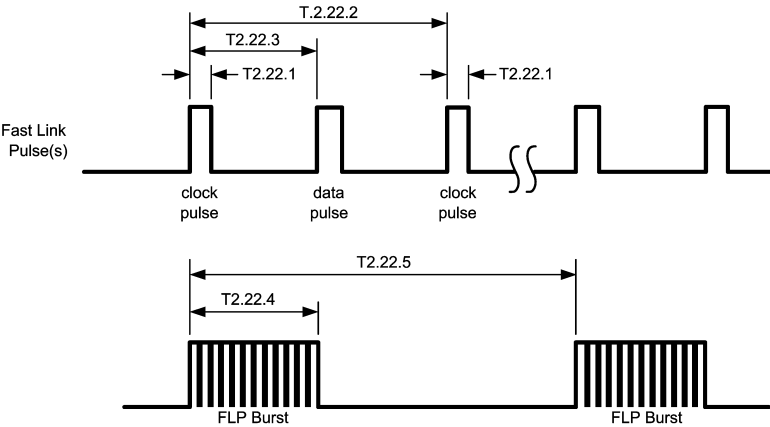 T.2.22.2
T2.22.3
T2.22.1
T2.22.1
Fast Link
Pulse(s)
clock
pulse
data
pulse
clock
pulse
T2.22.5
T2.22.4
FLP Burst
FLP Burst